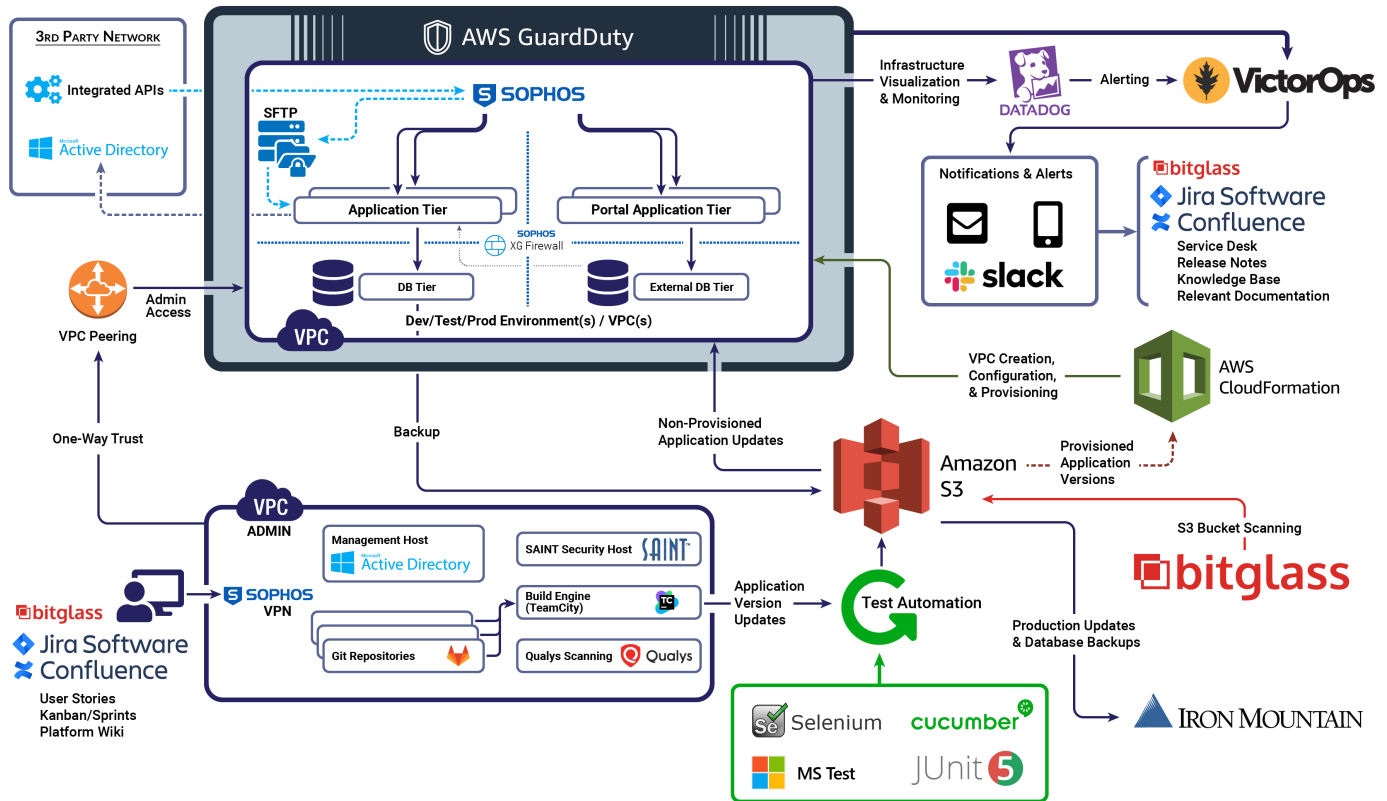 3RD PARTY NETWORK
Integrated APIs
Microsoft
Active Directory
AWS GuardDuty
SOPHOS
SFTP
Application Tier
Portal Application Tier
SOPHOS
XG Firewall
DB Tier
External DB Tier
Dev/Test/Prod Environment(s) / VPC(s)
VPC
Infrastructure
Visualization
& Monitoring
DATADOG
Alerting
VictorOps
Notifications & Alerts
slack
bitglass
Jira Software
Confluence
Service Desk
Release Notes
Knowledge Base
Relevant Documentation
VPC Peering
Admin
Access
One-Way Trust
Backup
Non-Provisioned
Application Updates
VPC Creation,
Configuration,
& Provisioning
AWS
CloudFormation
Amazon
S3
Provisioned
Application
Versions
S3 Bucket Scanning
bitglass
VPC
ADMIN
Management Host
Microsoft
Active Directory
SAINT Security Host
SAINT™
SOPHOS
VPN
Build Engine
(TeamCity)
TC
Git Repositories
Qualys Scanning
Qualys
bitglass
Jira Software
Confluence
User Stories
Kanban/Sprints
Platform Wiki
Application
Version
Updates
Test Automation
Production Updates
& Database Backups
IRON MOUNTAIN
Se
Selenium
cucumber
MS Test
JUnit 5